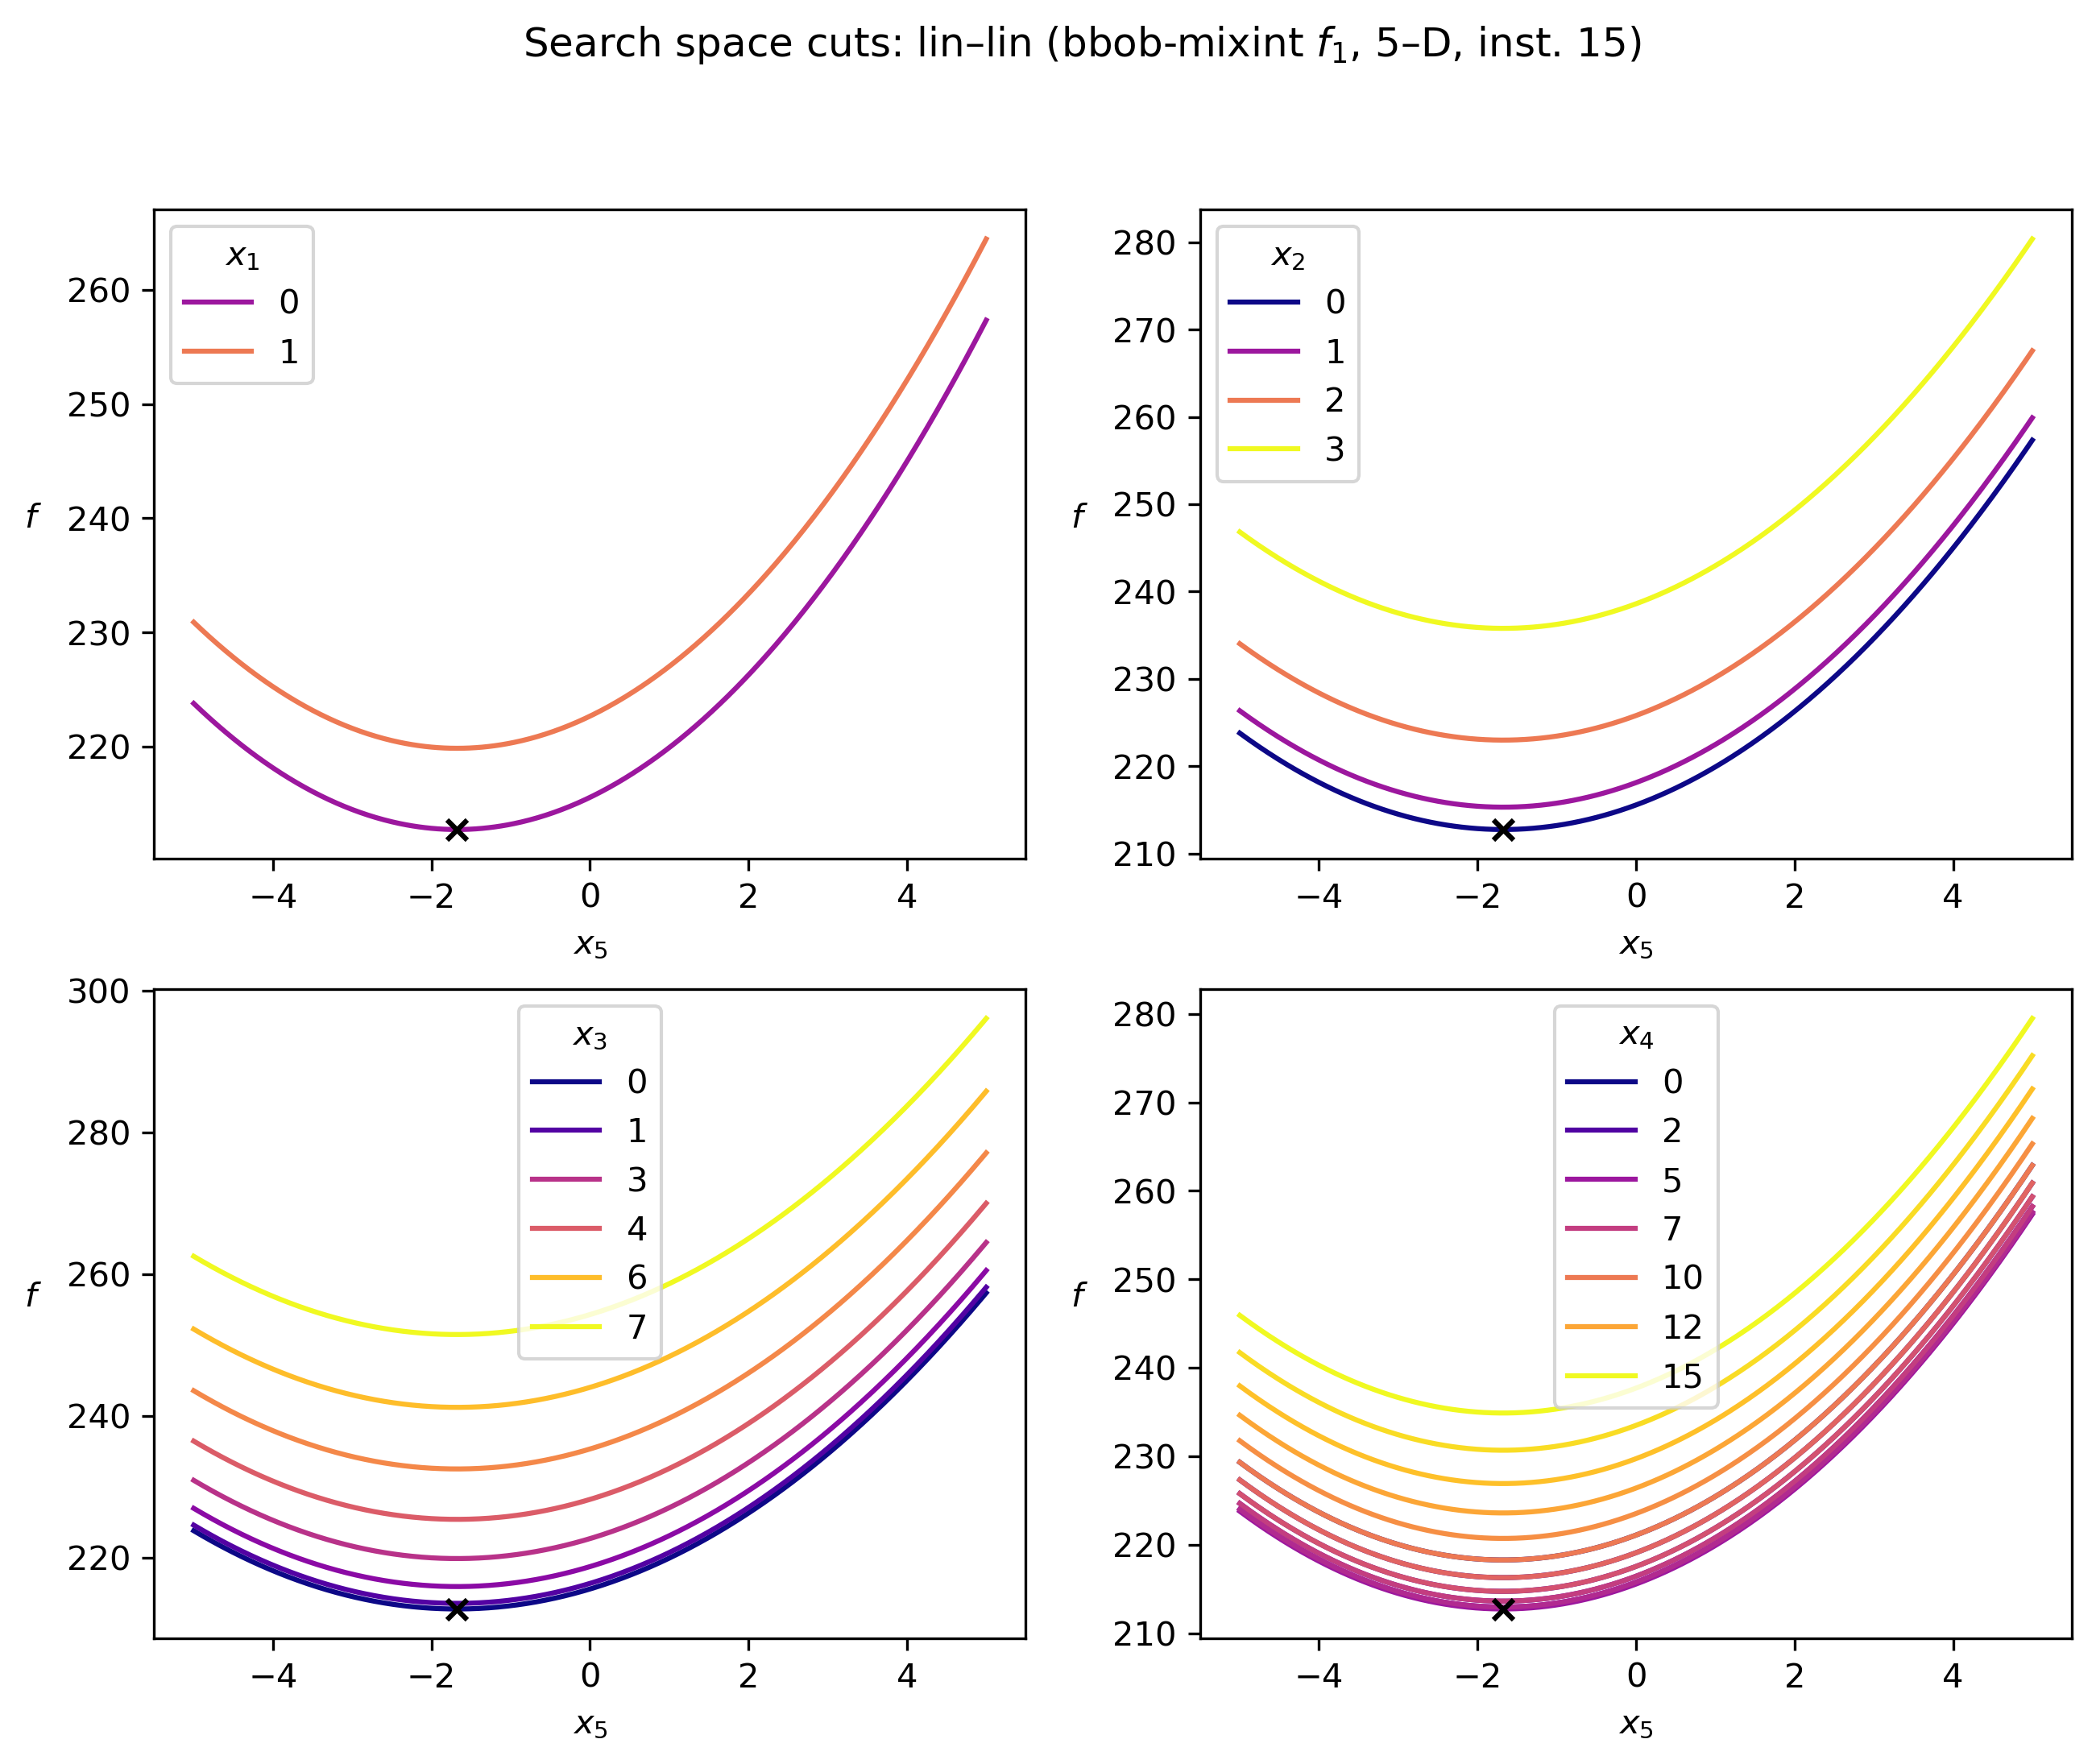 Search space cuts: lin–lin (bbob-mixint f₁, 5–D, inst. 15)
x₁
0
1
260
250
240
230
220
f
−4 −2 0 2 4
x₅
x₂
0
1
2
3
280
270
260
250
240
230
220
210
f
−4 −2 0 2 4
x₅
x₃
0
1
3
4
6
7
300
280
260
240
220
f
−4 −2 0 2 4
x₅
x₄
0
2
5
7
10
12
15
280
270
260
250
240
230
220
210
f
−4 −2 0 2 4
x₅